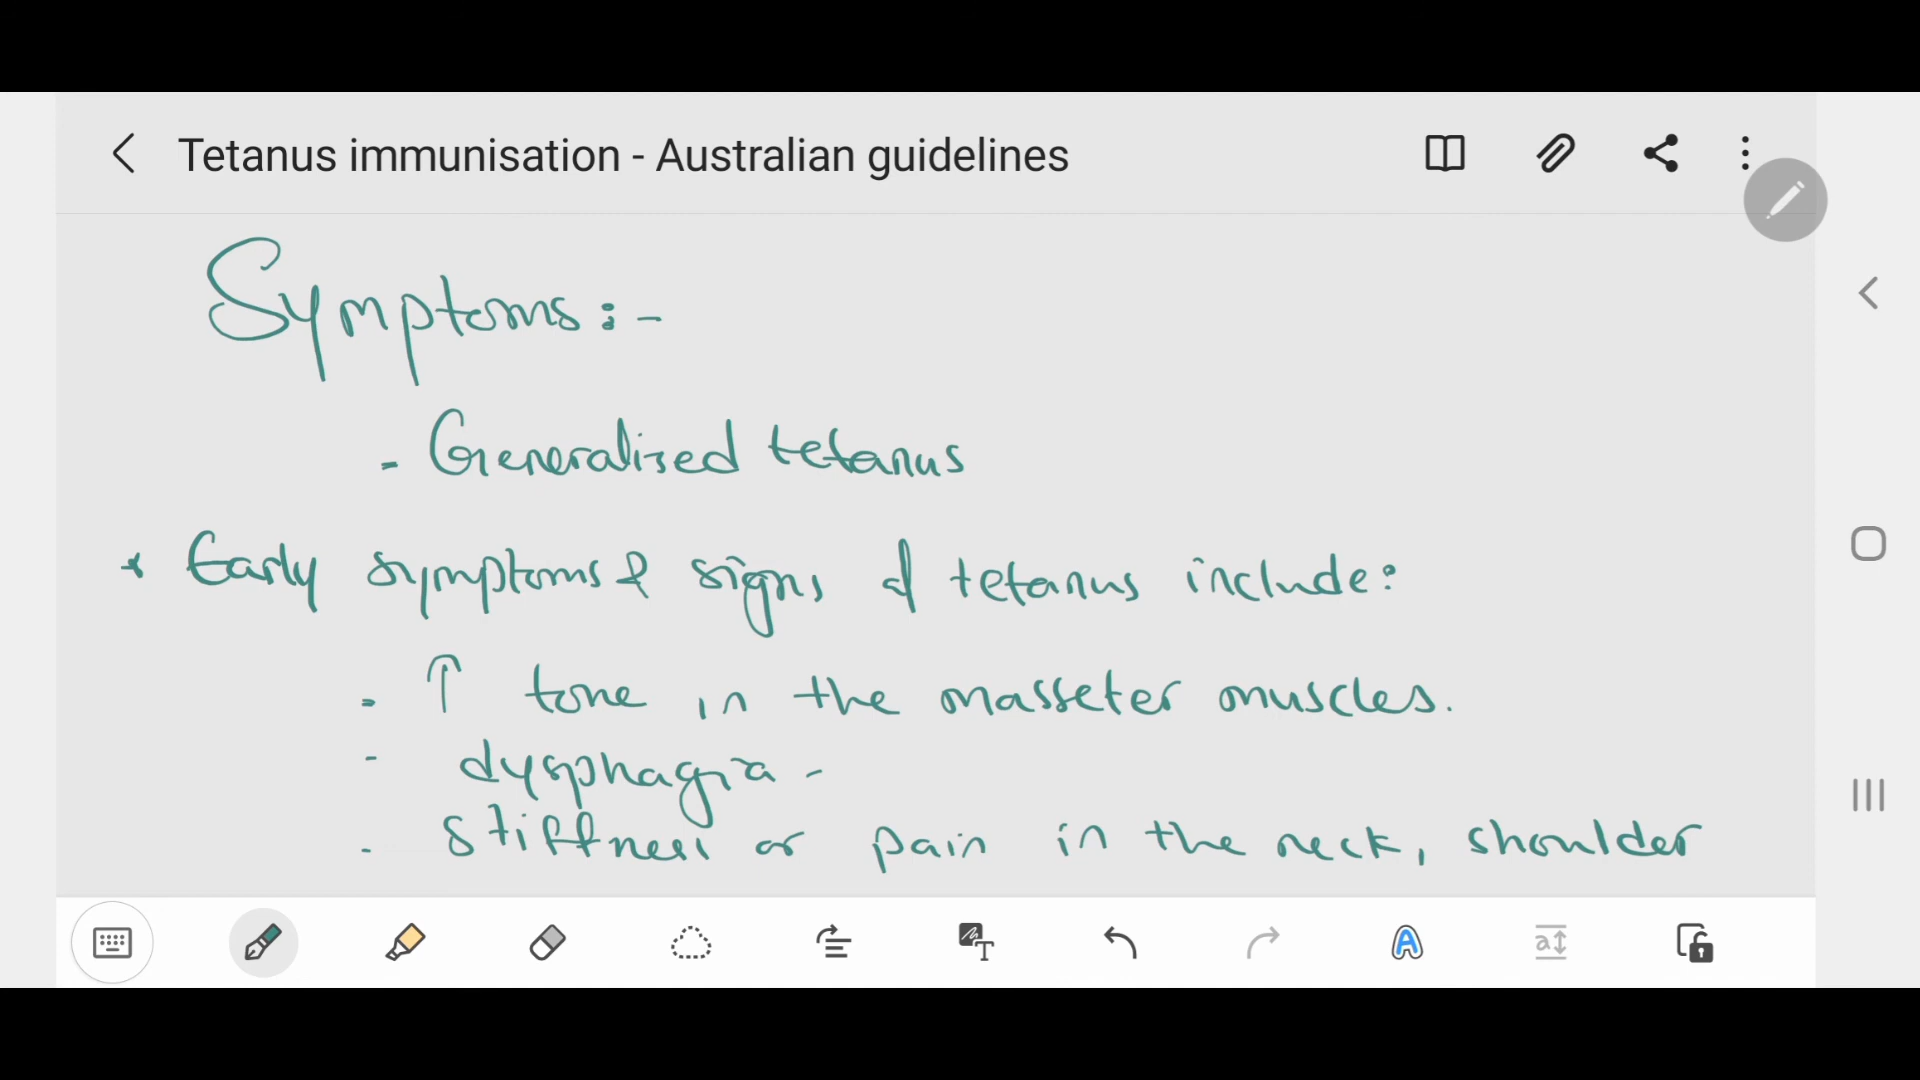 Tetanus immunisation - Australian guidelines
Symptoms:-
- Generalised tetanus
* Early symptoms & signs of tetanus include:
- ↑ tone in the masseter muscles.
- dysphagia -
- stiffness or pain in the neck, shoulder